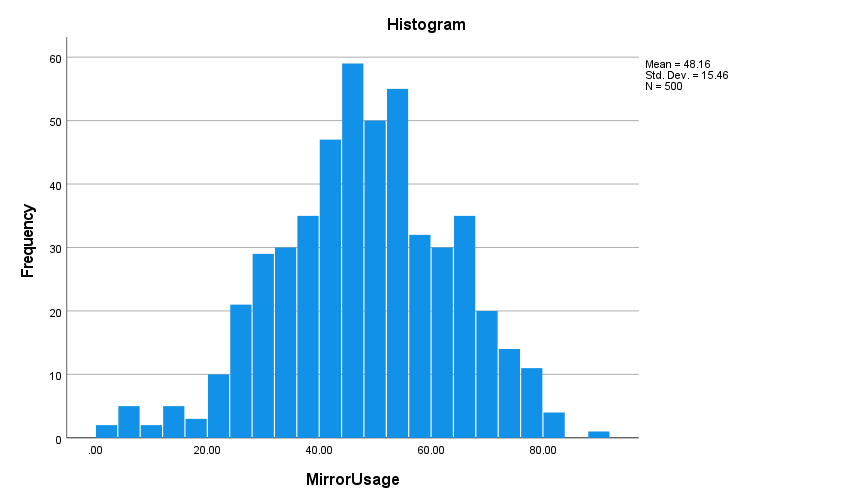 Histogram
60
50
40
30
20
10
0
Frequency
.00
20.00
40.00
60.00
80.00
MirrorUsage
Mean = 48.16
Std. Dev. = 15.46
N = 500